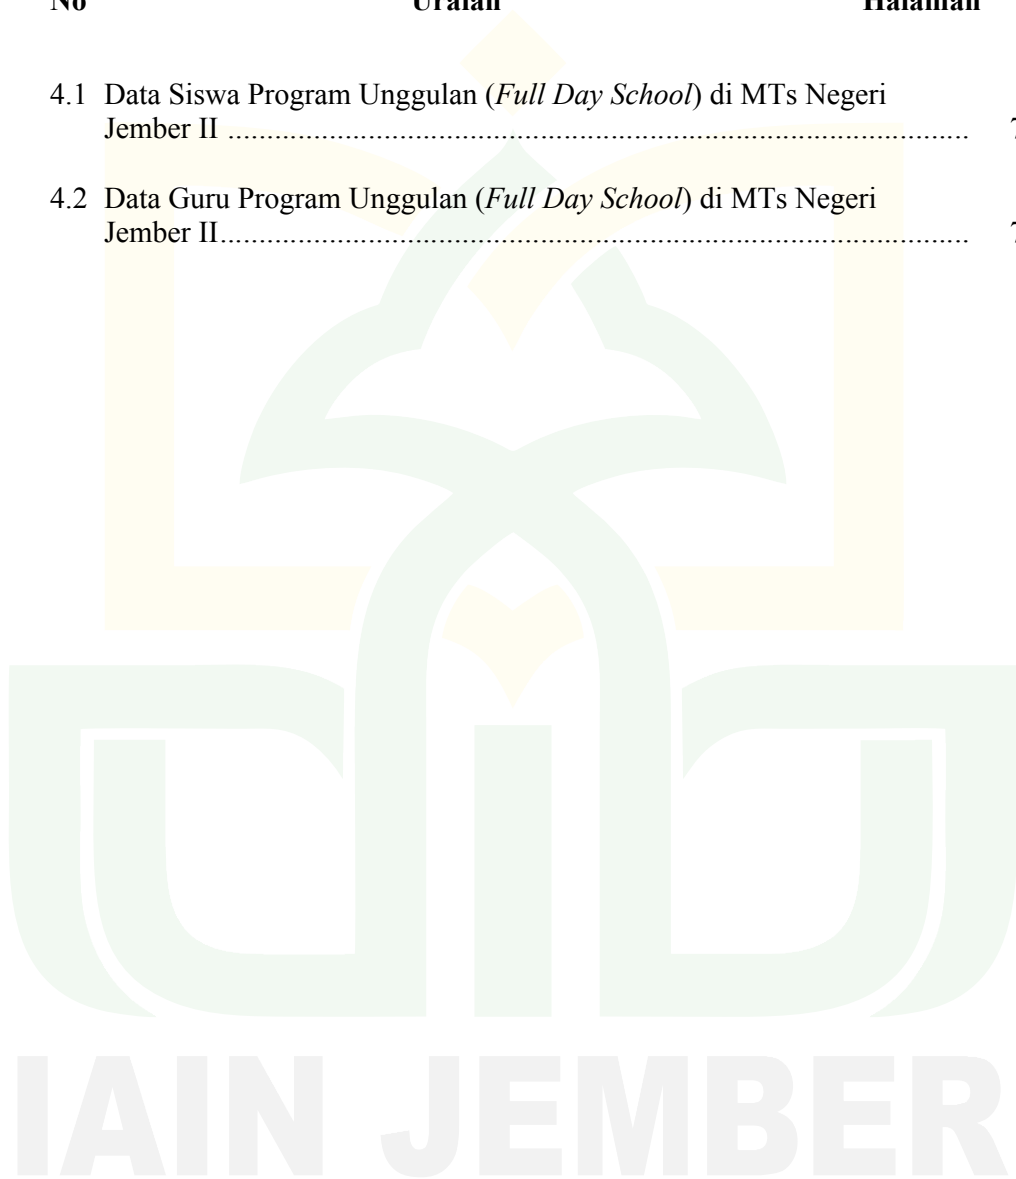 No Uraian Halaman
4.1 Data Siswa Program Unggulan (Full Day School) di MTs Negeri
Jember II ............................................................................................
4.2 Data Guru Program Unggulan (Full Day School) di MTs Negeri
Jember II.............................................................................................
IAIN JEMBER